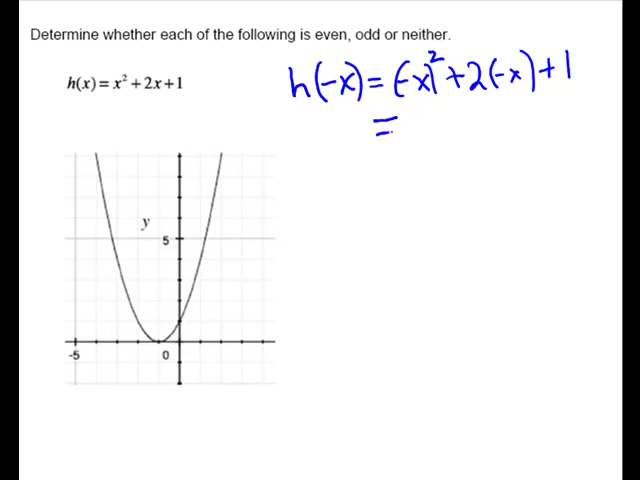 Determine whether each of the following is even, odd or neither.
h(x) = x² + 2x + 1
h(-x) = (-x)² + 2(-x) + 1
=
y
5
-5
0